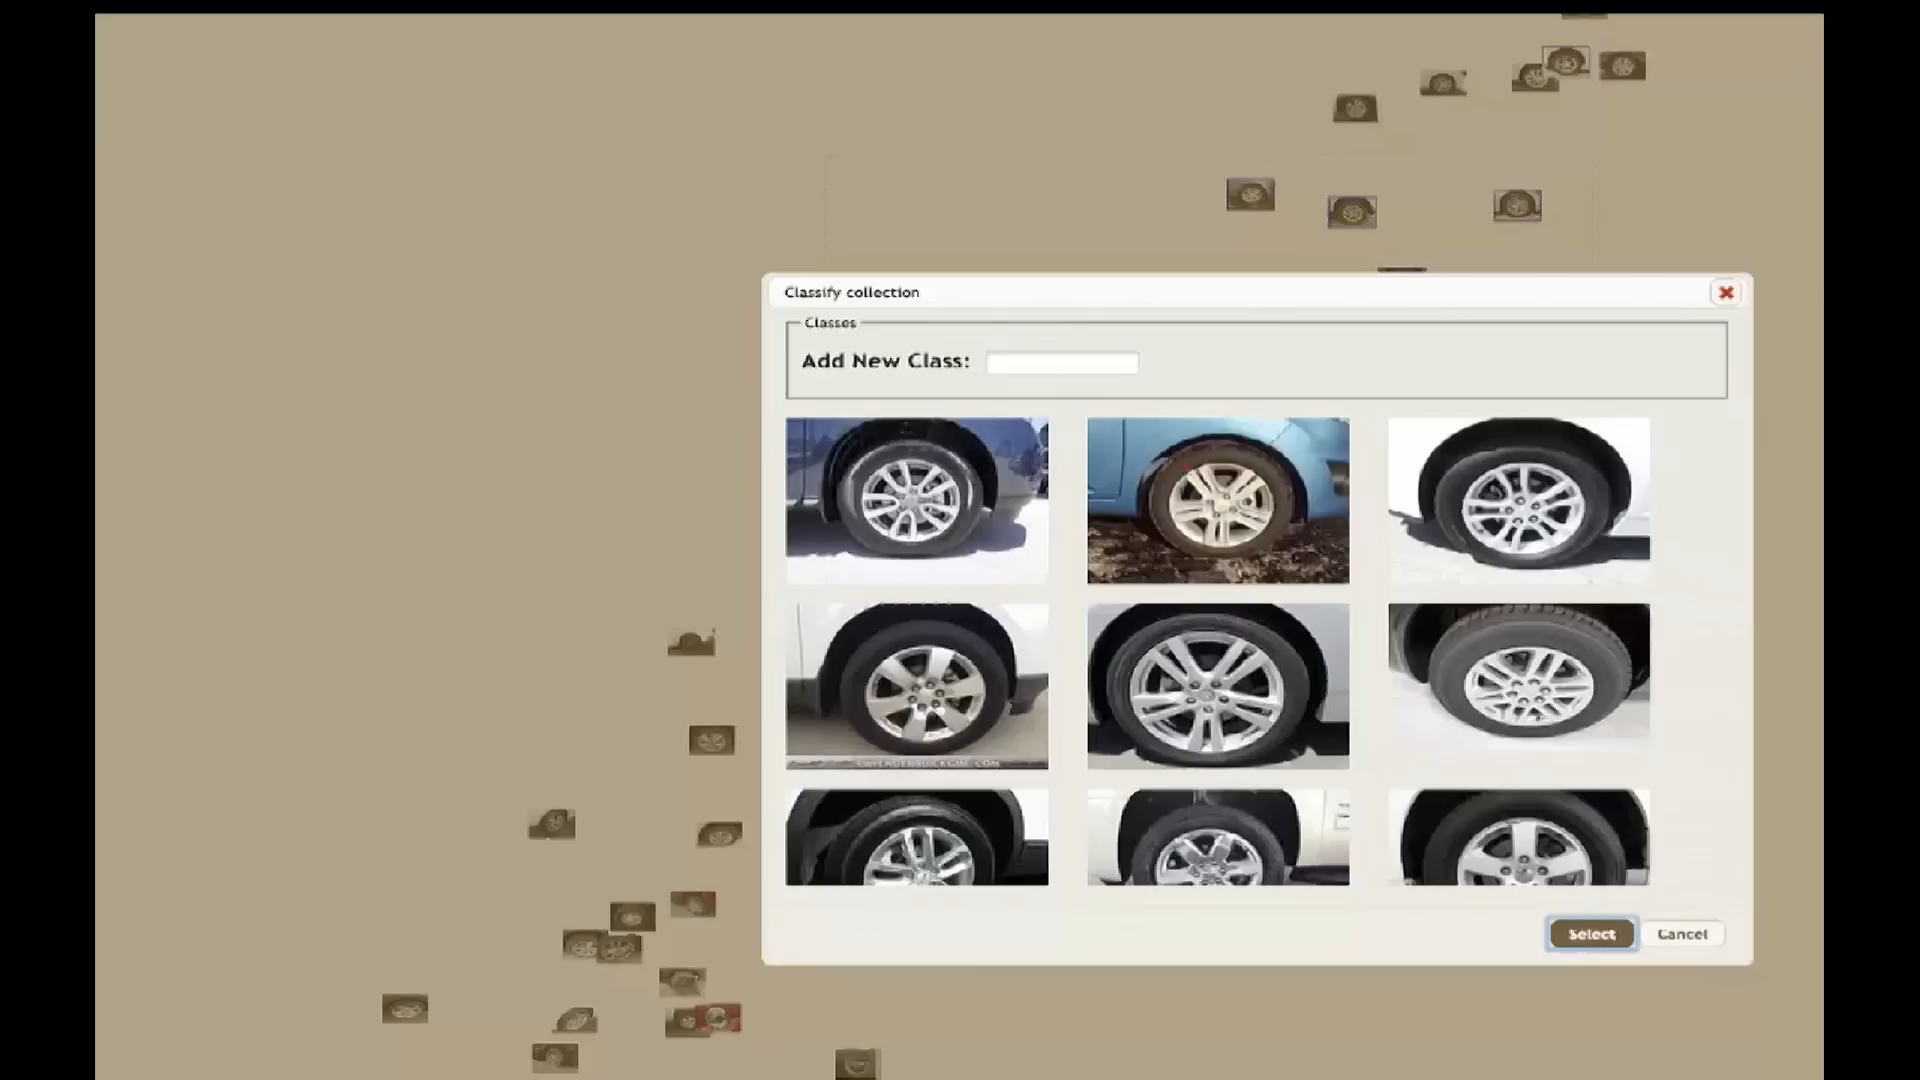 Classify collection
Classes
Add New Class:
Select
Cancel